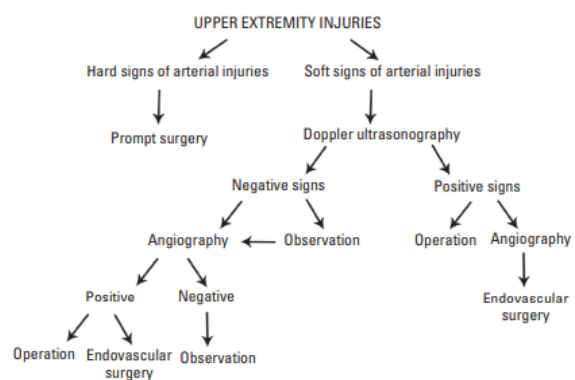 UPPER EXTREMITY INJURIES
Hard signs of arterial injuries
Soft signs of arterial injuries
Prompt surgery
Doppler ultrasonography
Negative signs
Positive signs
Angiography
Observation
Operation
Angiography
Positive
Negative
Endovascular
surgery
Operation
Endovascular
surgery
Observation